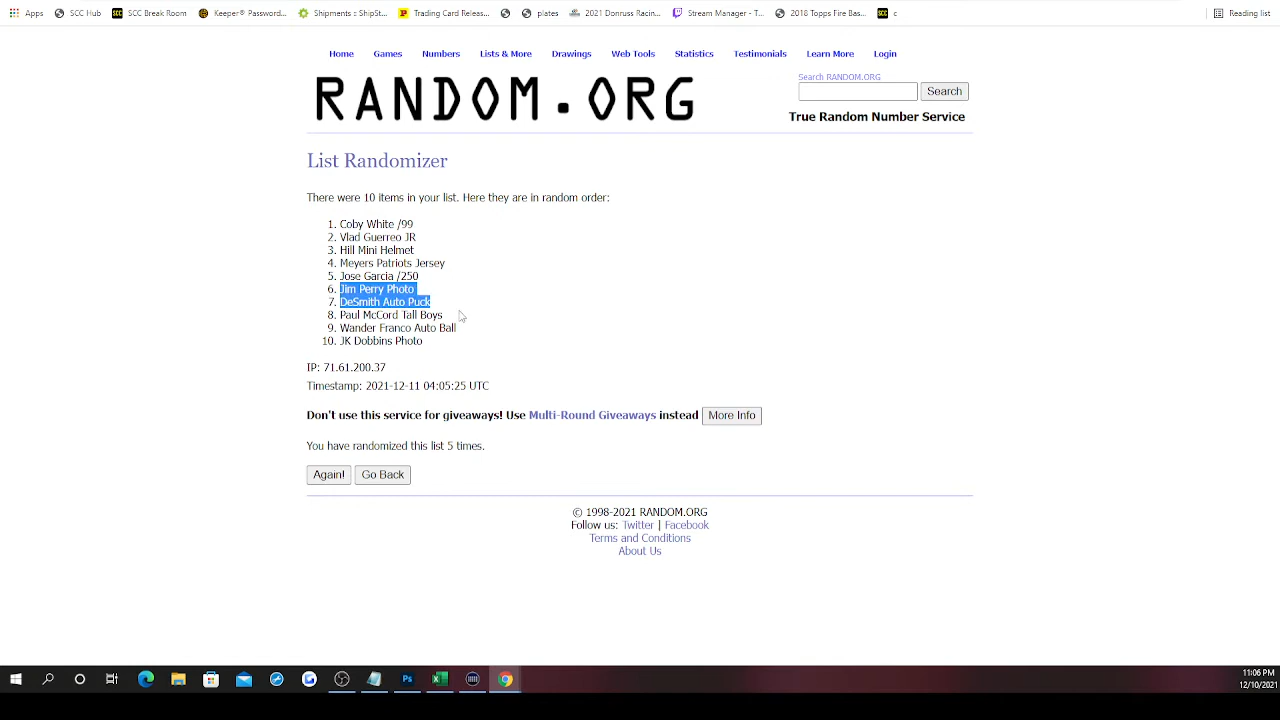 Apps SCC Hub SCC Break Room Keeper® Password... Shipments :: ShipSt... Trading Card Releas... plates 2021 Donruss Racin... Stream Manager - T... 2018 Topps Fire Bas... c Reading list
Home Games Numbers Lists & More Drawings Web Tools Statistics Testimonials Learn More Login
RANDOM.ORG
Search RANDOM.ORG
Search
True Random Number Service
List Randomizer
There were 10 items in your list. Here they are in random order:
1. Coby White /99
2. Vlad Guerreo JR
3. Hill Mini Helmet
4. Meyers Patriots Jersey
5. Jose Garcia /250
6. Jim Perry Photo
7. DeSmith Auto Puck
8. Paul McCord Tall Boys
9. Wander Franco Auto Ball
10. JK Dobbins Photo
IP: 71.61.200.37
Timestamp: 2021-12-11 04:05:25 UTC
Don't use this service for giveaways! Use Multi-Round Giveaways instead More Info
You have randomized this list 5 times.
Again! Go Back
© 1998-2021 RANDOM.ORG
Follow us: Twitter | Facebook
Terms and Conditions
About Us
11:06 PM
12/10/2021